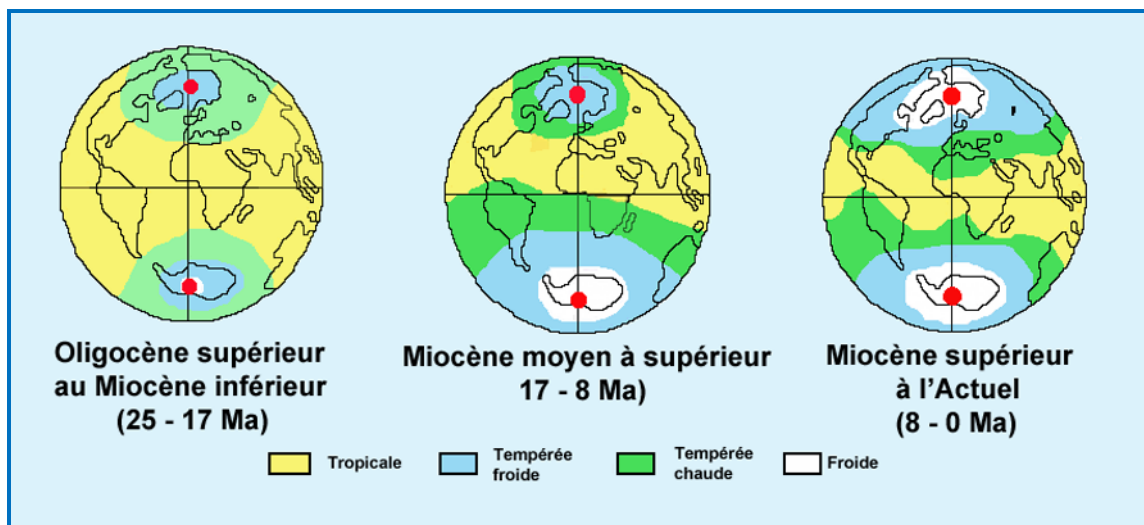 Oligocène supérieur
au Miocène inférieur
(25 - 17 Ma)
Miocène moyen à supérieur
17 - 8 Ma)
Miocène supérieur
à l'Actuel
(8 - 0 Ma)
Tropicale
Tempérée
froide
Tempérée
chaude
Froide